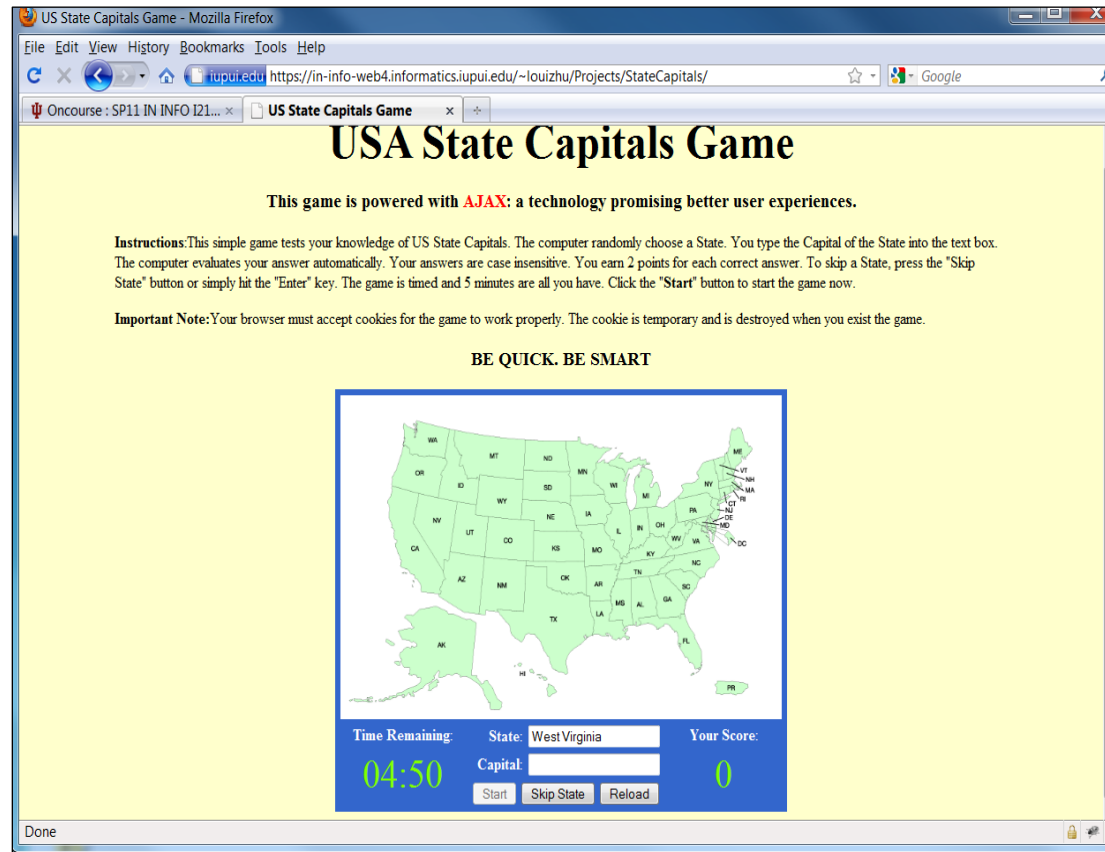 US State Capitals Game - Mozilla Firefox
File Edit View History Bookmarks Tools Help
iupui.edu https://in-info-web4.informatics.iupui.edu/~louizhu/Projects/StateCapitals/ Google
Oncourse : SP11 IN INFO I21... US State Capitals Game
USA State Capitals Game
This game is powered with AJAX: a technology promising better user experiences.
Instructions:This simple game tests your knowledge of US State Capitals. The computer randomly choose a State. You type the Capital of the State into the text box.
The computer evaluates your answer automatically. Your answers are case insensitive. You earn 2 points for each correct answer. To skip a State, press the "Skip
State" button or simply hit the "Enter" key. The game is timed and 5 minutes are all you have. Click the "Start" button to start the game now.
Important Note:Your browser must accept cookies for the game to work properly. The cookie is temporary and is destroyed when you exist the game.
BE QUICK. BE SMART
WA MT ND MN ME
OR ID SD WI MI NY VT NH MA RI
WY NE IA PA CT NJ DE MD
NV UT CO IN OH WV VA DC
CA KS MO KY NC
AZ NM OK AR TN SC
TX LA MS AL GA
AK HI FL PR
Time Remaining: State: West Virginia Your Score:
04:50 Capital: 0
Start Skip State Reload
Done